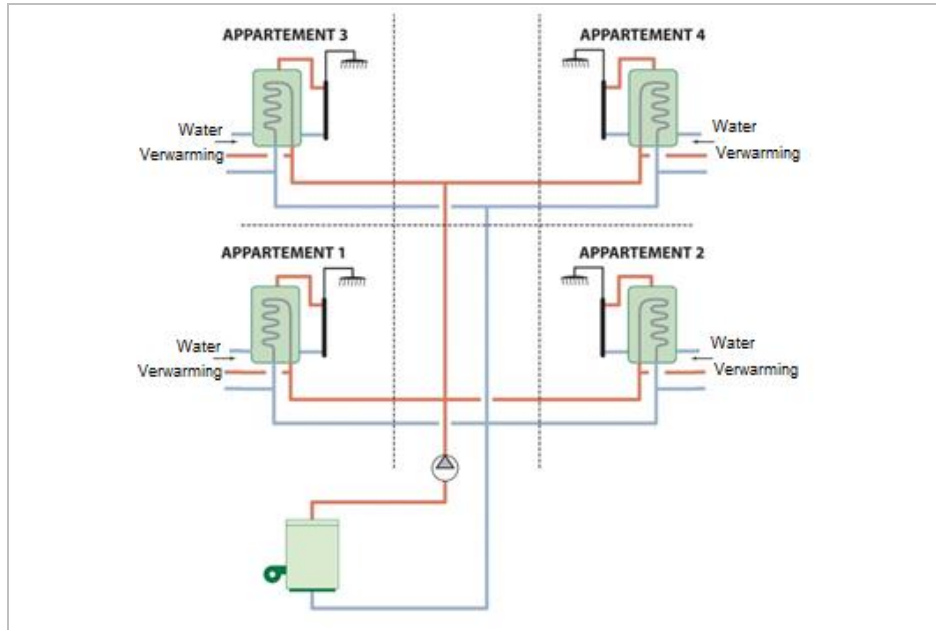 APPARTEMENT 3
APPARTEMENT 4
Water
Verwarming
Water
Verwarming
APPARTEMENT 1
APPARTEMENT 2
Water
Verwarming
Water
Verwarming